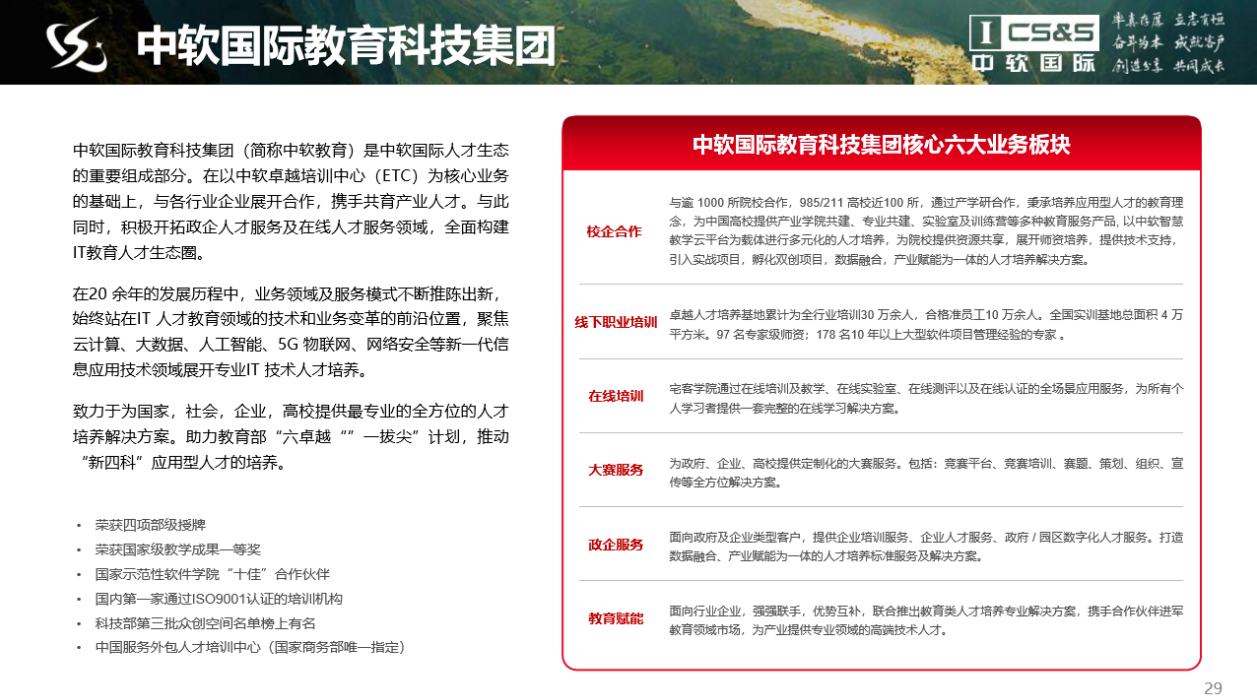 中软国际教育科技集团
I CS&S
中软国际
率真存厚 立志有恒
奋斗为本 成就客户
创造分享 共同成长
中软国际教育科技集团（简称中软教育）是中软国际人才生态
的重要组成部分。在以中软卓越培训中心（ETC）为核心业务
的基础上，与各行业企业展开合作，携手共育产业人才。与此
同时，积极开拓政企人才服务及在线人才服务领域，全面构建
IT教育人才生态圈。
在20 余年的发展历程中，业务领域及服务模式不断推陈出新，
始终站在IT 人才教育领域的技术和业务变革的前沿位置，聚焦
云计算、大数据、人工智能、5G 物联网、网络安全等新一代信
息应用技术领域展开专业IT 技术人才培养。
致力于为国家，社会，企业，高校提供最专业的全方位的人才
培养解决方案。助力教育部“六卓越“”一拔尖”计划，推动
“新四科”应用型人才的培养。
• 荣获四项部级授牌
• 荣获国家级教学成果一等奖
• 国家示范性软件学院“十佳”合作伙伴
• 国内第一家通过ISO9001认证的培训机构
• 科技部第三批众创空间名单榜上有名
• 中国服务外包人才培训中心（国家商务部唯一指定）
中软国际教育科技集团核心六大业务板块
校企合作
与逾 1000 所院校合作，985/211 高校近100 所，通过产学研合作，秉承培养应用型人才的教育理
念，为中国高校提供产业学院共建、专业共建、实验室及训练营等多种教育服务产品, 以中软智慧
教学云平台为载体进行多元化的人才培养，为院校提供资源共享，展开师资培养，提供技术支持，
引入实战项目，孵化双创项目，数据融合，产业赋能为一体的人才培养解决方案。
线下职业培训
卓越人才培养基地累计为全行业培训30 万余人，合格准员工10 万余人。全国实训基地总面积 4 万
平方米。97 名专家级师资；178 名10 年以上大型软件项目管理经验的专家 。
在线培训
宅客学院通过在线培训及教学、在线实验室、在线测评以及在线认证的全场景应用服务，为所有个
人学习者提供一套完整的在线学习解决方案。
大赛服务
为政府、企业、高校提供定制化的大赛服务。包括：竞赛平台、竞赛培训、赛题、策划、组织、宣
传等全方位解决方案。
政企服务
面向政府及企业类型客户，提供企业培训服务、企业人才服务、政府 / 园区数字化人才服务。打造
数据融合、产业赋能为一体的人才培养标准服务及解决方案。
教育赋能
面向行业企业，强强联手，优势互补，联合推出教育类人才培养专业解决方案，携手合作伙伴进军
教育领域市场，为产业提供专业领域的高端技术人才。
29